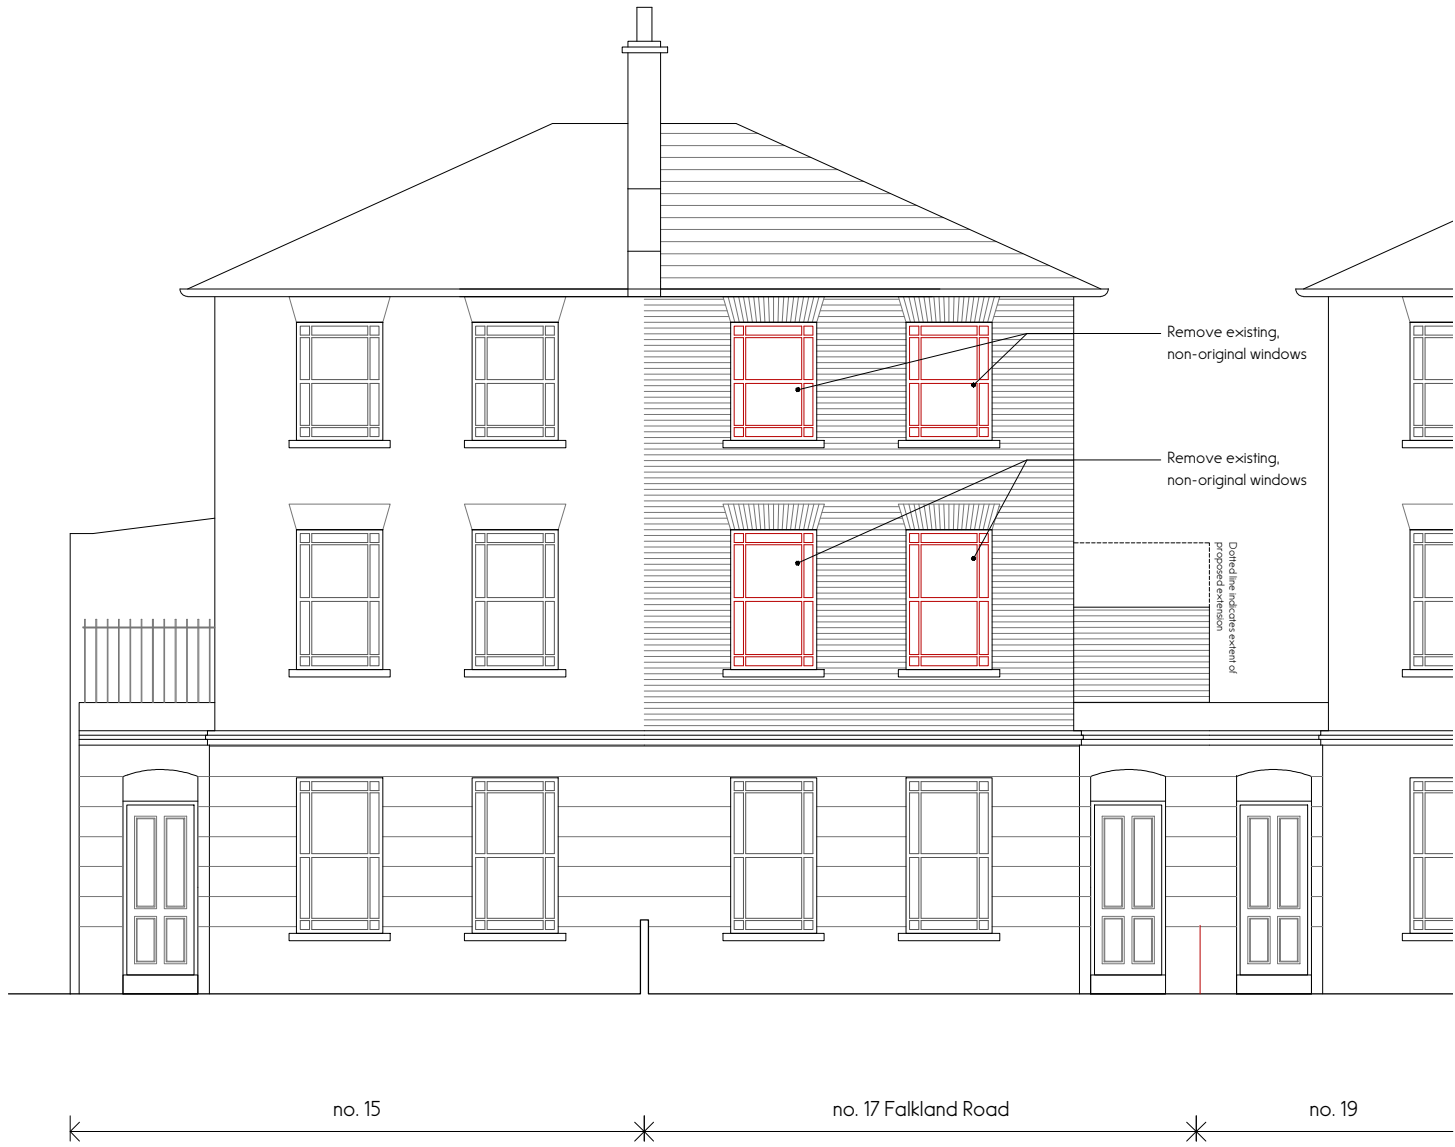 Remove existing,
non-original windows
Remove existing,
non-original windows
Dotted line indicates extent of
proposed extension
no. 15
no. 17 Falkland Road
no. 19